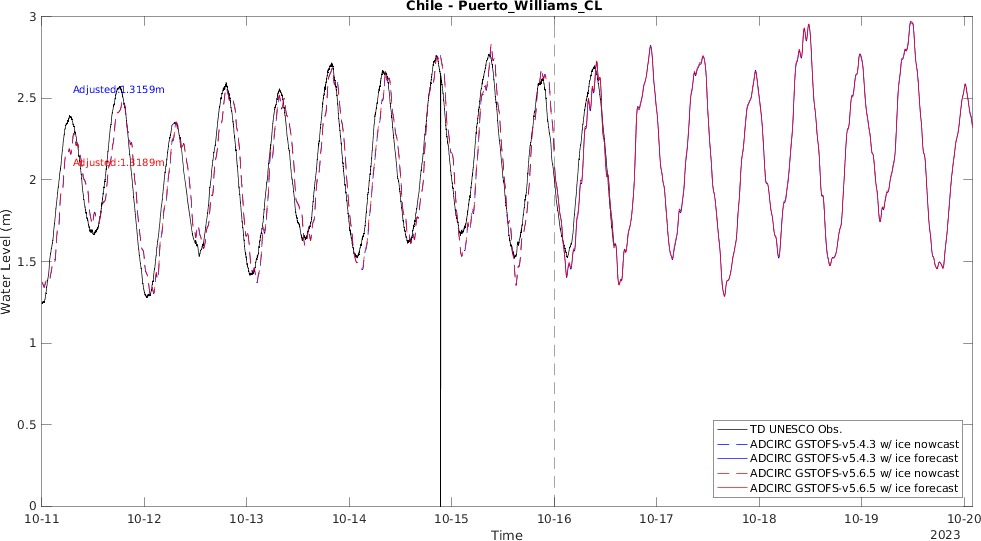 Chile - Puerto_Williams_CL
3
2.5
2
1.5
1
0.5
0
Water Level (m)
Adjusted:1.3159m
Adjusted:1.3189m
TD UNESCO Obs.
ADCIRC GSTOFS-v5.4.3 w/ ice nowcast
ADCIRC GSTOFS-v5.4.3 w/ ice forecast
ADCIRC GSTOFS-v5.6.5 w/ ice nowcast
ADCIRC GSTOFS-v5.6.5 w/ ice forecast
10-11 10-12 10-13 10-14 10-15 10-16 10-17 10-18 10-19 10-20
Time
2023